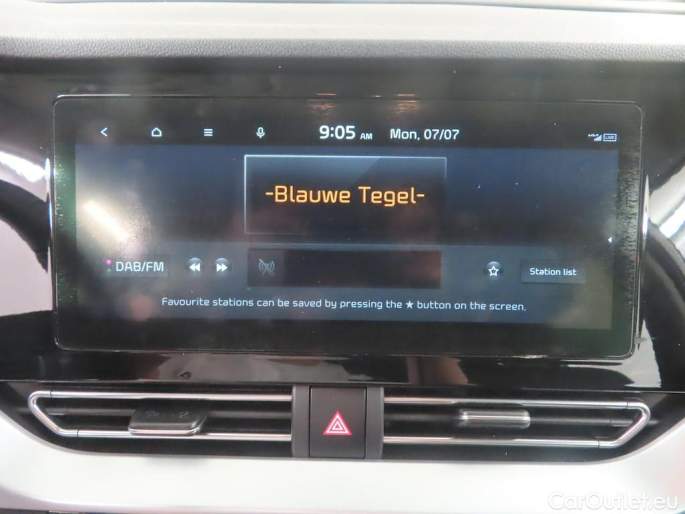 9:05 AM Mon, 07/07
-Blauwe Tegel-
DAB/FM
Station list
Favourite stations can be saved by pressing the ★ button on the screen.
CarOutlet.eu